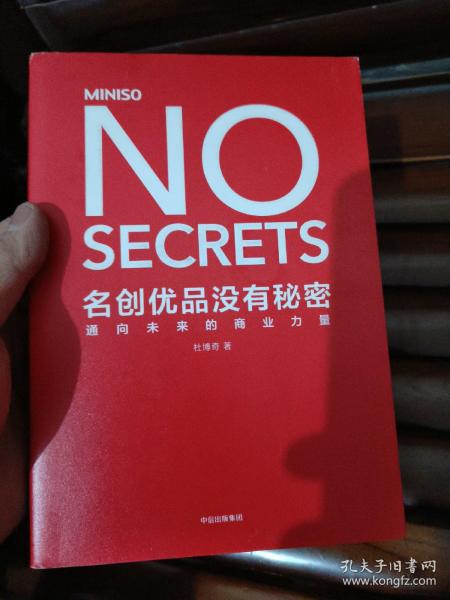 MINISO
NO
SECRETS
名创优品没有秘密
通向未来的商业力量
杜博奇 著
中信出版集团
孔夫子旧书网
www.kongfz.com